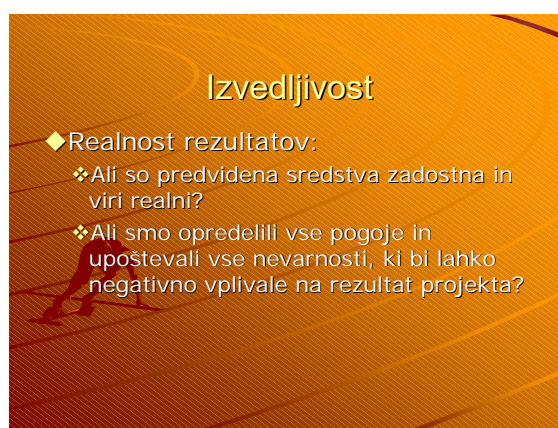 Izvedljivost
Realnost rezultatov:
Ali so predvidena sredstva zadostna in
viri realni?
Ali smo opredelili vse pogoje in
upoštevali vse nevarnosti, ki bi lahko
negativno vplivale na rezultat projekta?